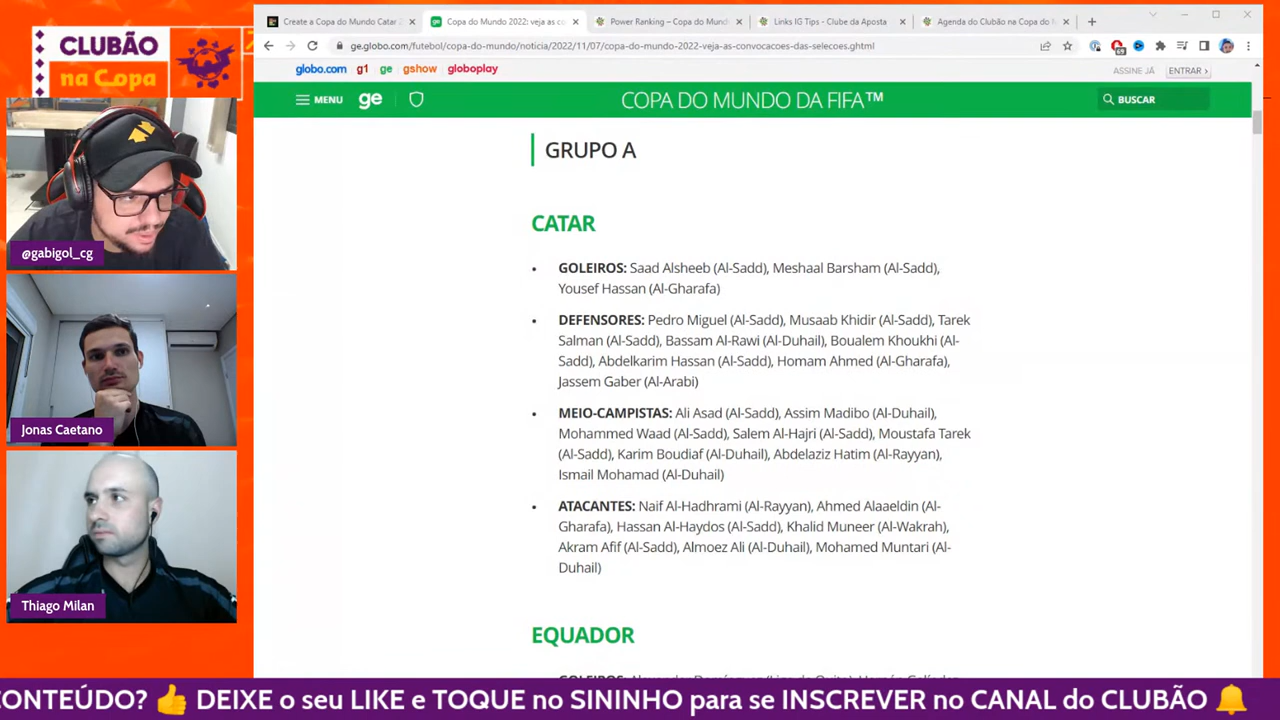 CLUBÃO
na Copa
@gabigol_cg
Jonas Caetano
Thiago Milan
Create a Copa do Mundo Catar 2
Copa do Mundo 2022: veja as co
Power Ranking – Copa do Mundo
Links IG Tips - Clube da Aposta
Agenda do Clubão na Copa do M
ge.globo.com/futebol/copa-do-mundo/noticia/2022/11/07/copa-do-mundo-2022-veja-as-convocacoes-das-selecoes.ghtml
globo.com g1 ge gshow globoplay
ASSINE JÁ ENTRAR ›
MENU ge COPA DO MUNDO DA FIFA™ BUSCAR
GRUPO A
CATAR
• GOLEIROS: Saad Alsheeb (Al-Sadd), Meshaal Barsham (Al-Sadd),
Yousef Hassan (Al-Gharafa)
• DEFENSORES: Pedro Miguel (Al-Sadd), Musaab Khidir (Al-Sadd), Tarek
Salman (Al-Sadd), Bassam Al-Rawi (Al-Duhail), Boualem Khoukhi (Al-
Sadd), Abdelkarim Hassan (Al-Sadd), Homam Ahmed (Al-Gharafa),
Jassem Gaber (Al-Arabi)
• MEIO-CAMPISTAS: Ali Asad (Al-Sadd), Assim Madibo (Al-Duhail),
Mohammed Waad (Al-Sadd), Salem Al-Hajri (Al-Sadd), Moustafa Tarek
(Al-Sadd), Karim Boudiaf (Al-Duhail), Abdelaziz Hatim (Al-Rayyan),
Ismail Mohamad (Al-Duhail)
• ATACANTES: Naif Al-Hadhrami (Al-Rayyan), Ahmed Alaaeldin (Al-
Gharafa), Hassan Al-Haydos (Al-Sadd), Khalid Muneer (Al-Wakrah),
Akram Afif (Al-Sadd), Almoez Ali (Al-Duhail), Mohamed Muntari (Al-
Duhail)
EQUADOR
CONTEÚDO? 👍 DEIXE o seu LIKE e TOQUE no SININHO para se INSCREVER no CANAL do CLUBÃO 🔔